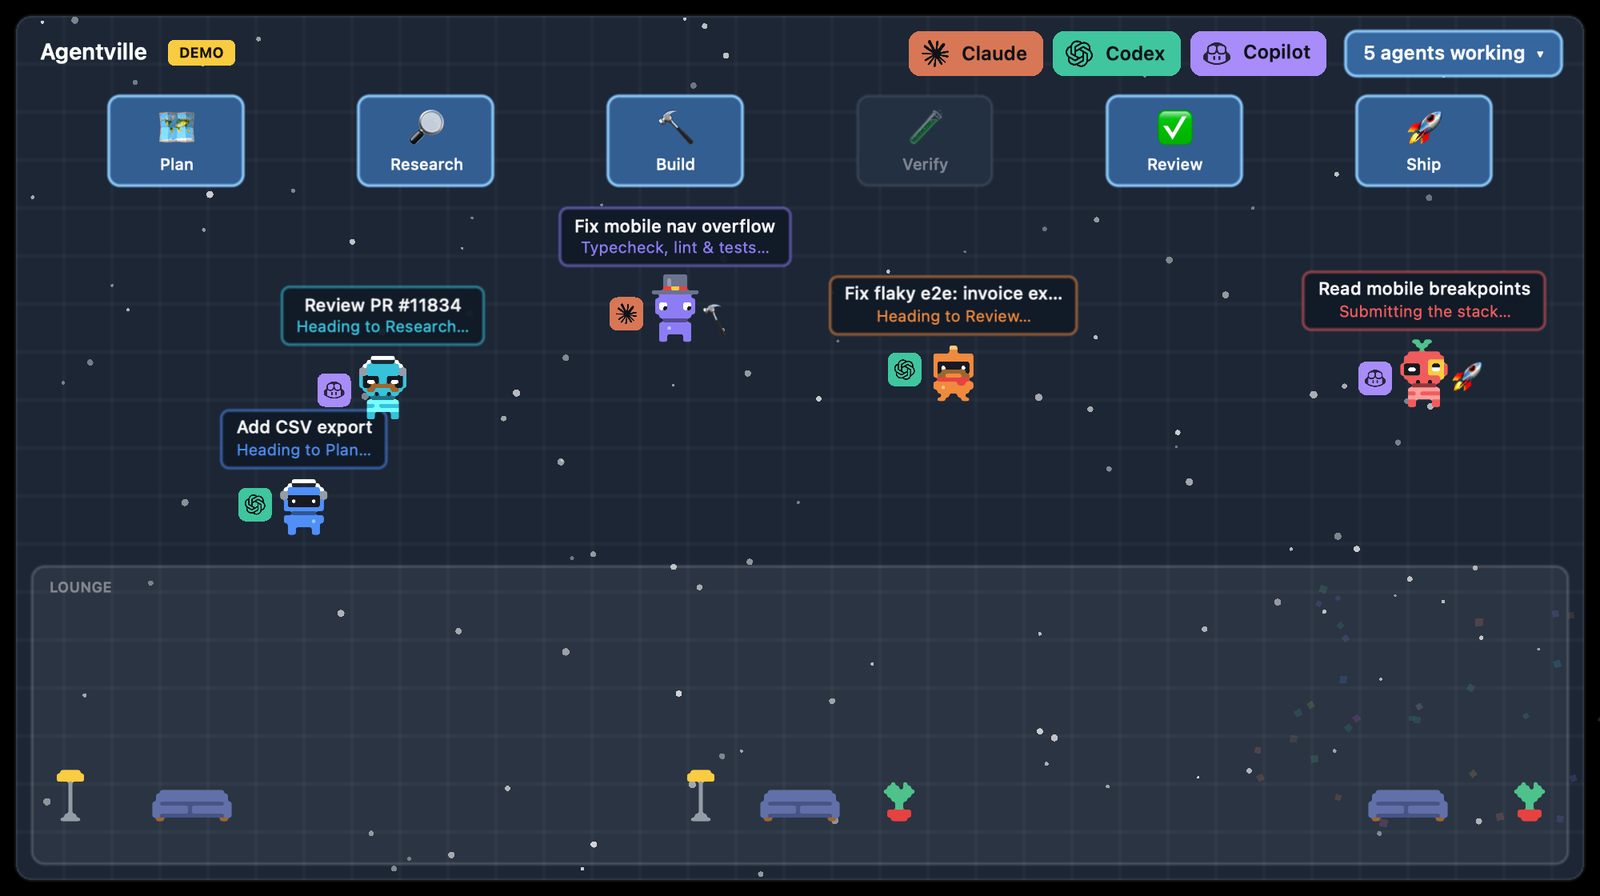 Agentville
DEMO
Claude
Codex
Copilot
5 agents working ▾
Plan
Research
Build
Verify
Review
Ship
Fix mobile nav overflow
Typecheck, lint & tests...
Review PR #11834
Heading to Research...
Fix flaky e2e: invoice ex...
Heading to Review...
Read mobile breakpoints
Submitting the stack...
Add CSV export
Heading to Plan...
LOUNGE